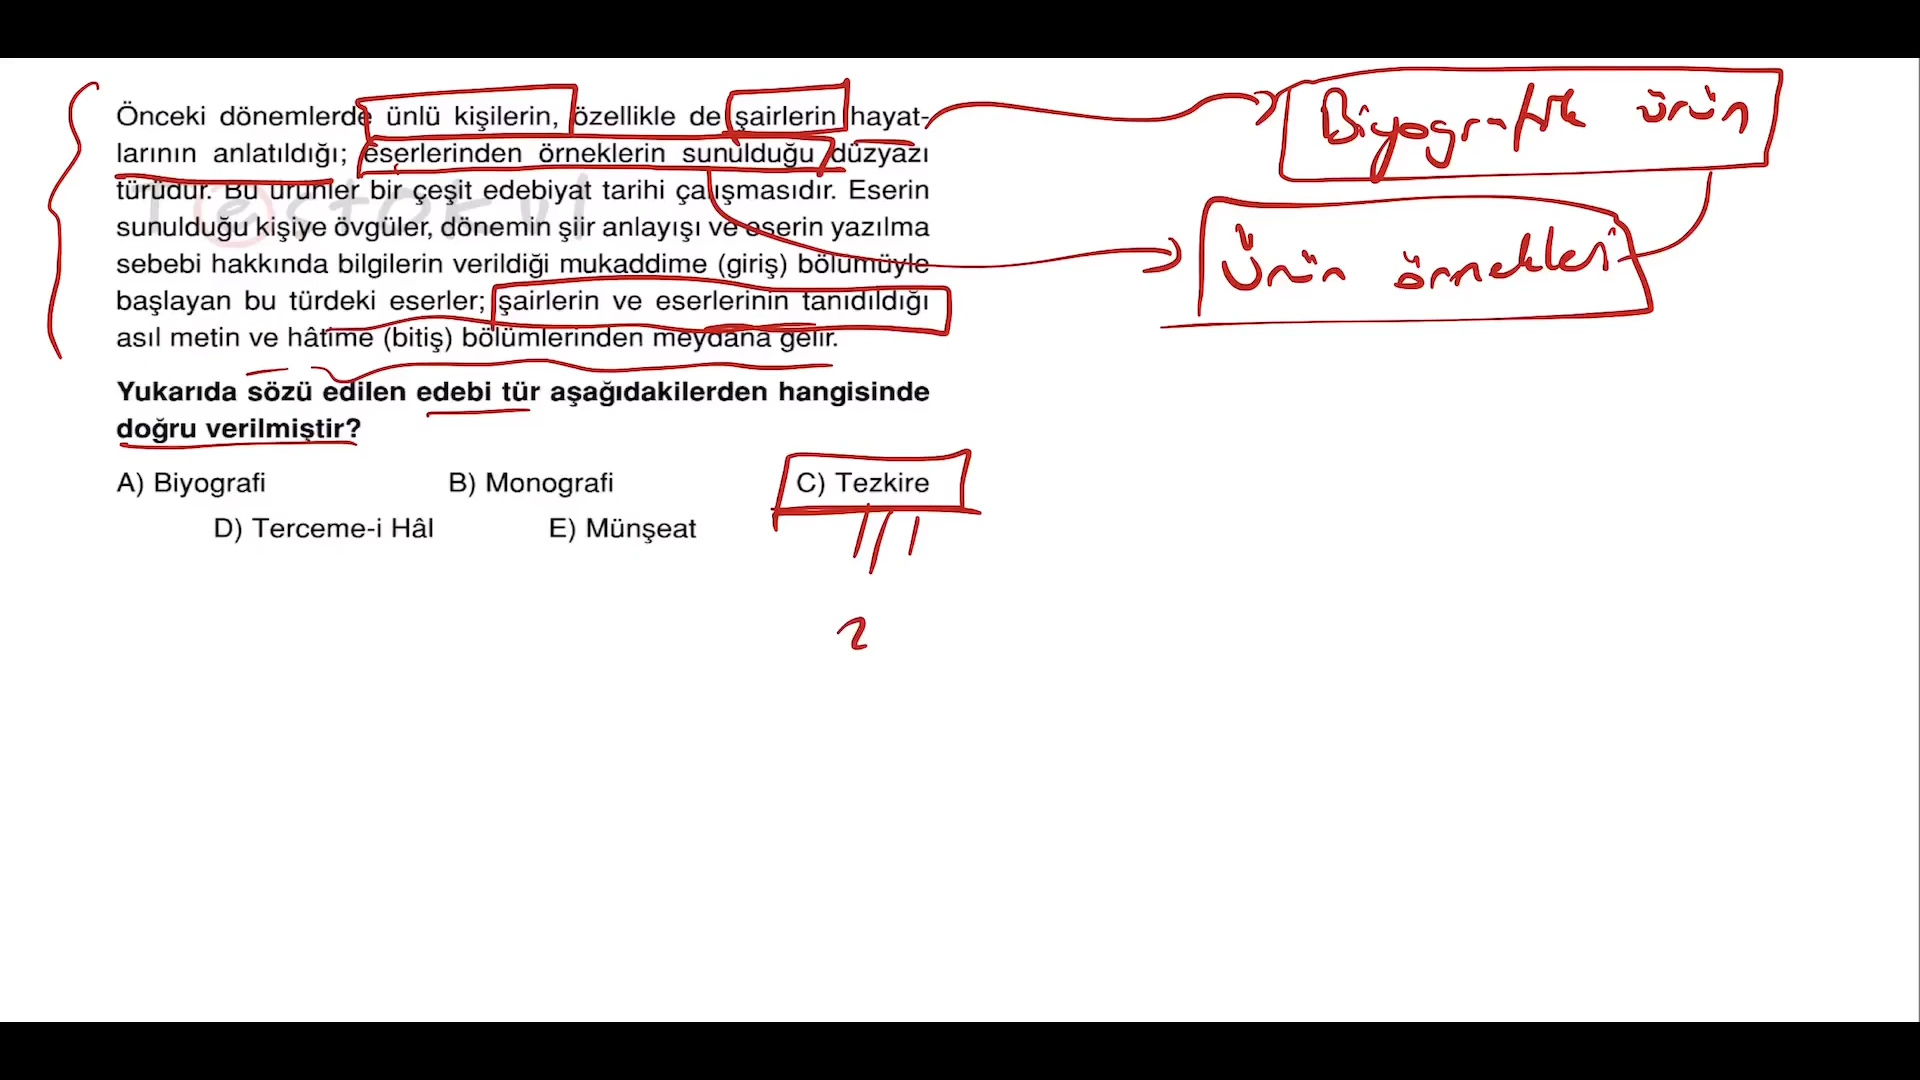 Önceki dönemlerde ünlü kişilerin, özellikle de şairlerin hayat-
larının anlatıldığı; eserlerinden örneklerin sunulduğu düzyazı
türüdür. Bu ürünler bir çeşit edebiyat tarihi çalışmasıdır. Eserin
sunulduğu kişiye övgüler, dönemin şiir anlayışı ve eserin yazılma
sebebi hakkında bilgilerin verildiği mukaddime (giriş) bölümüyle
başlayan bu türdeki eserler; şairlerin ve eserlerinin tanıdıldığı
asıl metin ve hâtime (bitiş) bölümlerinden meydana gelir.
Yukarıda sözü edilen edebi tür aşağıdakilerden hangisinde
doğru verilmiştir?
A) Biyografi B) Monografi C) Tezkire
D) Terceme-i Hâl E) Münşeat
Biyografik ürün
Ürün örnekleri
2